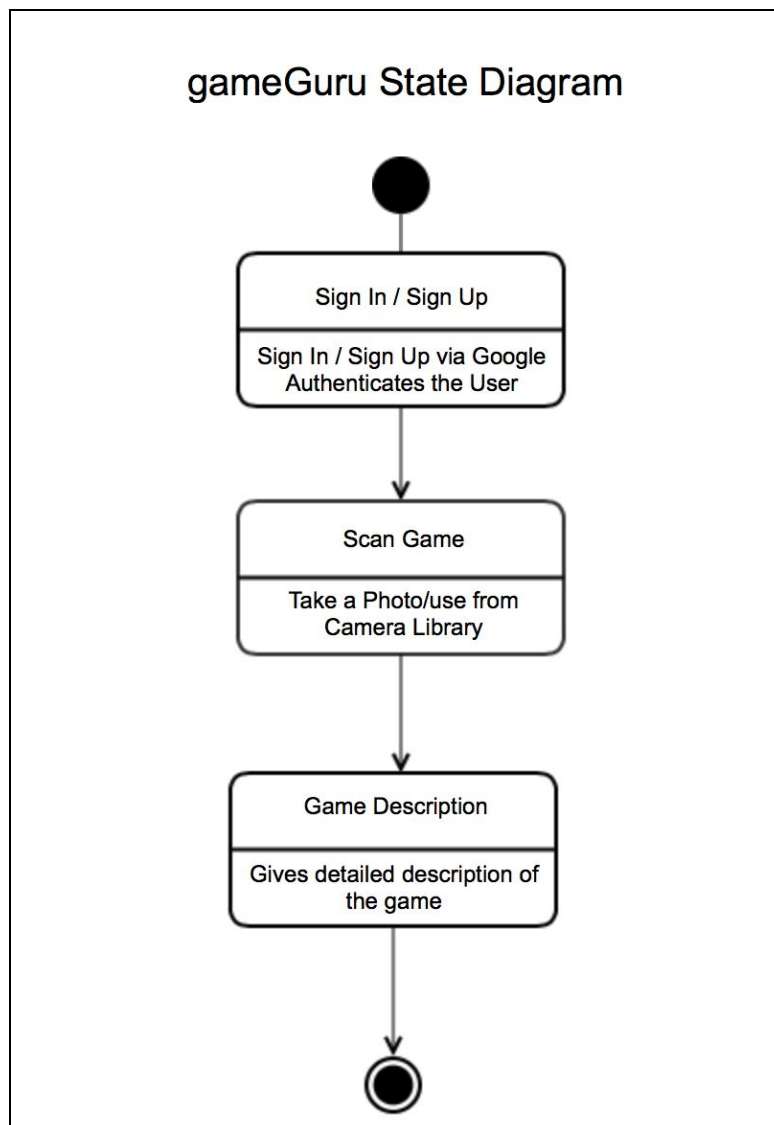 gameGuru State Diagram
Sign In / Sign Up
Sign In / Sign Up via Google
Authenticates the User
Scan Game
Take a Photo/use from
Camera Library
Game Description
Gives detailed description of
the game